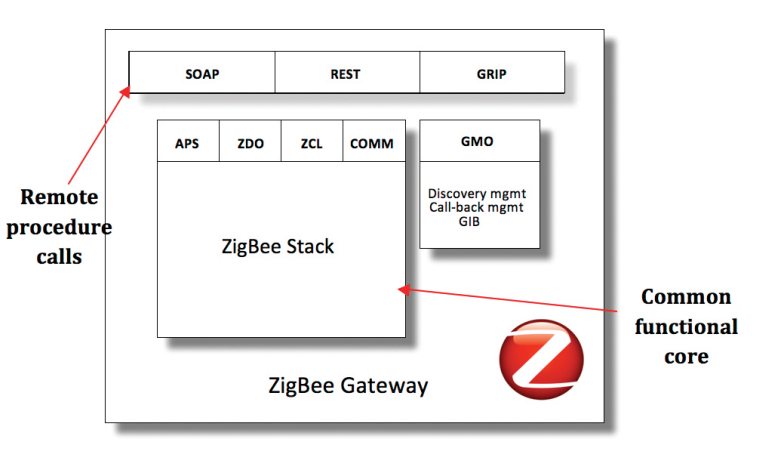 SOAP REST GRIP
APS ZDO ZCL COMM GMO
Discovery mgmt
Call-back mgmt
GIB
Remote
procedure
calls
ZigBee Stack
Common
functional
core
ZigBee Gateway
Z